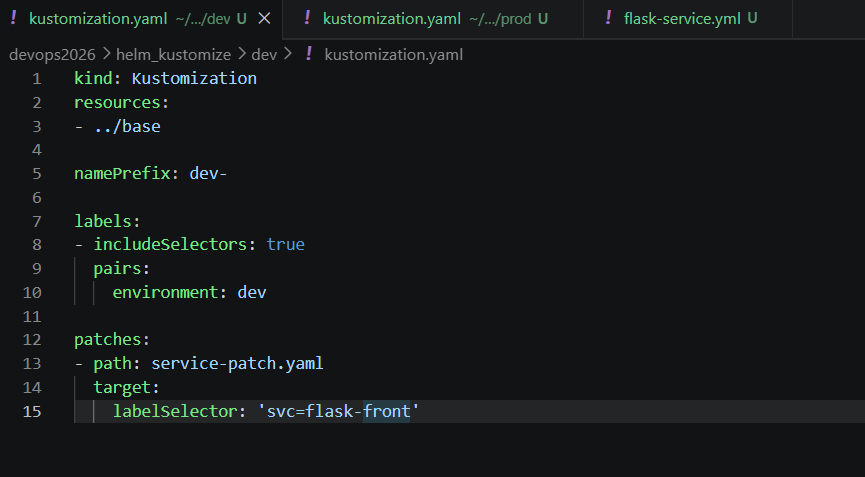 ! kustomization.yaml ~/.../dev U ! kustomization.yaml ~/.../prod U ! flask-service.yml U
devops2026 > helm_kustomize > dev > ! kustomization.yaml
1 kind: Kustomization
2 resources:
3 - ../base
4
5 namePrefix: dev-
6
7 labels:
8 - includeSelectors: true
9 pairs:
10 environment: dev
11
12 patches:
13 - path: service-patch.yaml
14 target:
15 labelSelector: 'svc=flask-front'